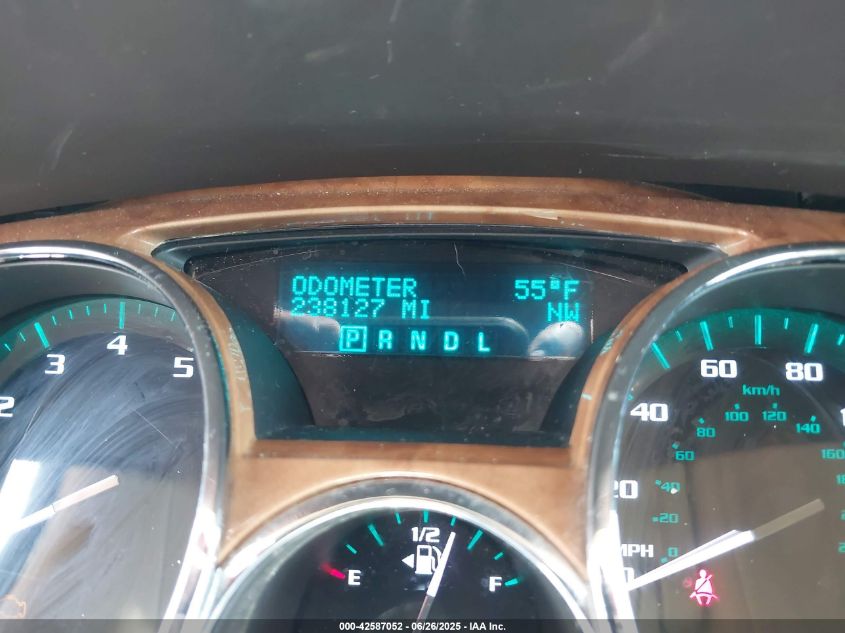 ODOMETER 55°F
238127 MI NW
P R N D L
2 3 4 5
MPH 20 40 60 80
km/h
0 20 40 60 80 100 120 140 160
1/2
E F
000-42587052 - 06/26/2025 - IAA Inc.